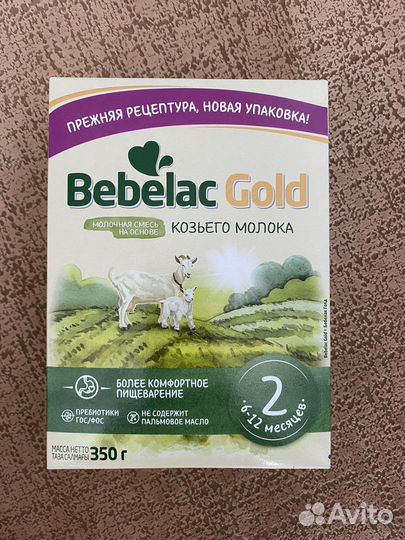 ПРЕЖНЯЯ РЕЦЕПТУРА, НОВАЯ УПАКОВКА!
Bebelac Gold
МОЛОЧНАЯ СМЕСЬ
НА ОСНОВЕ
КОЗЬЕГО МОЛОКА
БОЛЕЕ КОМФОРТНОЕ
ПИЩЕВАРЕНИЕ
ПРЕБИОТИКИ
ГОС/ФОС
НЕ СОДЕРЖИТ
ПАЛЬМОВОЕ МАСЛО
2
6-12 месяцев
МАССА НЕТТО
ТАЗА САЛМАҒЫ
350 г
Avito